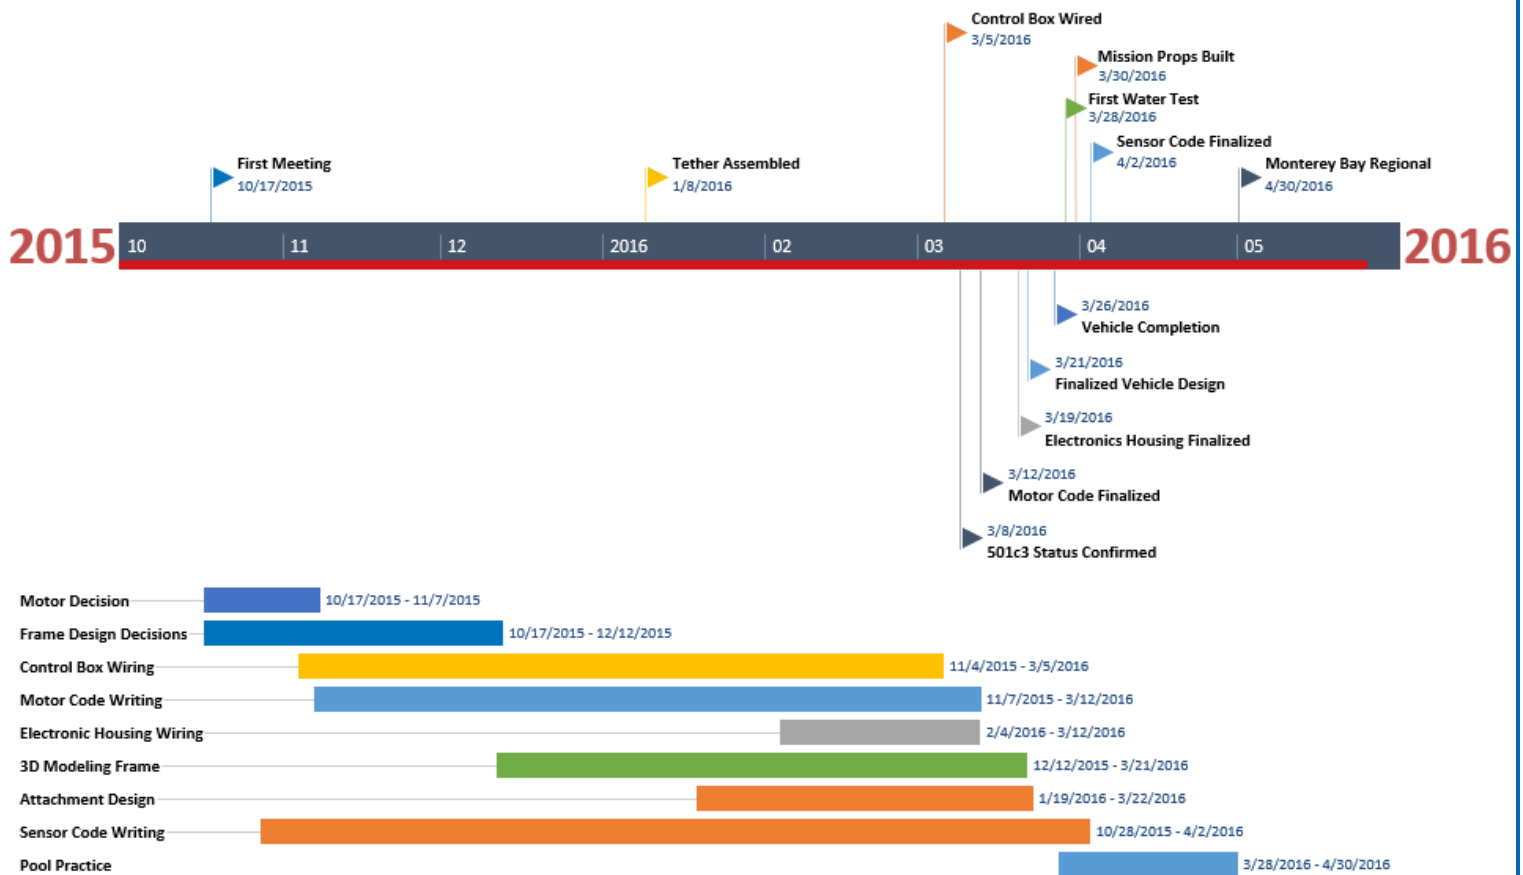 Control Box Wired
3/5/2016
Mission Props Built
3/30/2016
First Water Test
3/28/2016
Sensor Code Finalized
4/2/2016
First Meeting
10/17/2015
Tether Assembled
1/8/2016
Monterey Bay Regional
4/30/2016
2015 10 11 12 2016 02 03 04 05 2016
3/26/2016
Vehicle Completion
3/21/2016
Finalized Vehicle Design
3/19/2016
Electronics Housing Finalized
3/12/2016
Motor Code Finalized
3/8/2016
501c3 Status Confirmed
Motor Decision 10/17/2015 - 11/7/2015
Frame Design Decisions 10/17/2015 - 12/12/2015
Control Box Wiring 11/4/2015 - 3/5/2016
Motor Code Writing 11/7/2015 - 3/12/2016
Electronic Housing Wiring 2/4/2016 - 3/12/2016
3D Modeling Frame 12/12/2015 - 3/21/2016
Attachment Design 1/19/2016 - 3/22/2016
Sensor Code Writing 10/28/2015 - 4/2/2016
Pool Practice 3/28/2016 - 4/30/2016